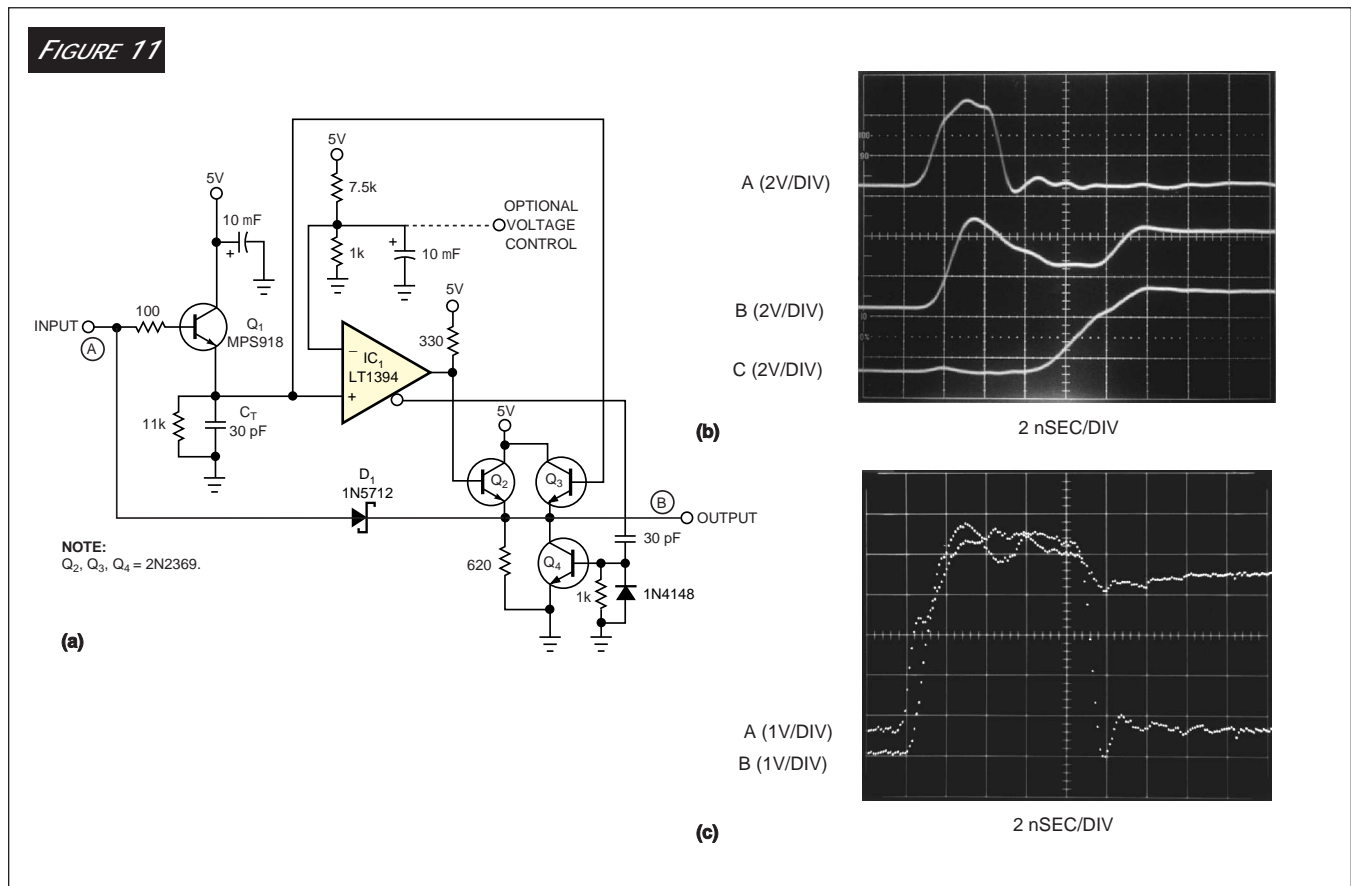 FIGURE 11
5V
7.5k
5V
OPTIONAL
VOLTAGE
CONTROL
10 mF
1k
10 mF
5V
330
100
INPUT
A
Q1
MPS918
–
IC1
LT1394
+
11k
CT
30 pF
5V
Q2
Q3
D1
1N5712
B
OUTPUT
30 pF
620
Q4
1k
1N4148
NOTE:
Q2, Q3, Q4 = 2N2369.
(a)
100
90
A (2V/DIV)
B (2V/DIV)
10
C (2V/DIV)
(b)
2 nSEC/DIV
A (1V/DIV)
B (1V/DIV)
(c)
2 nSEC/DIV